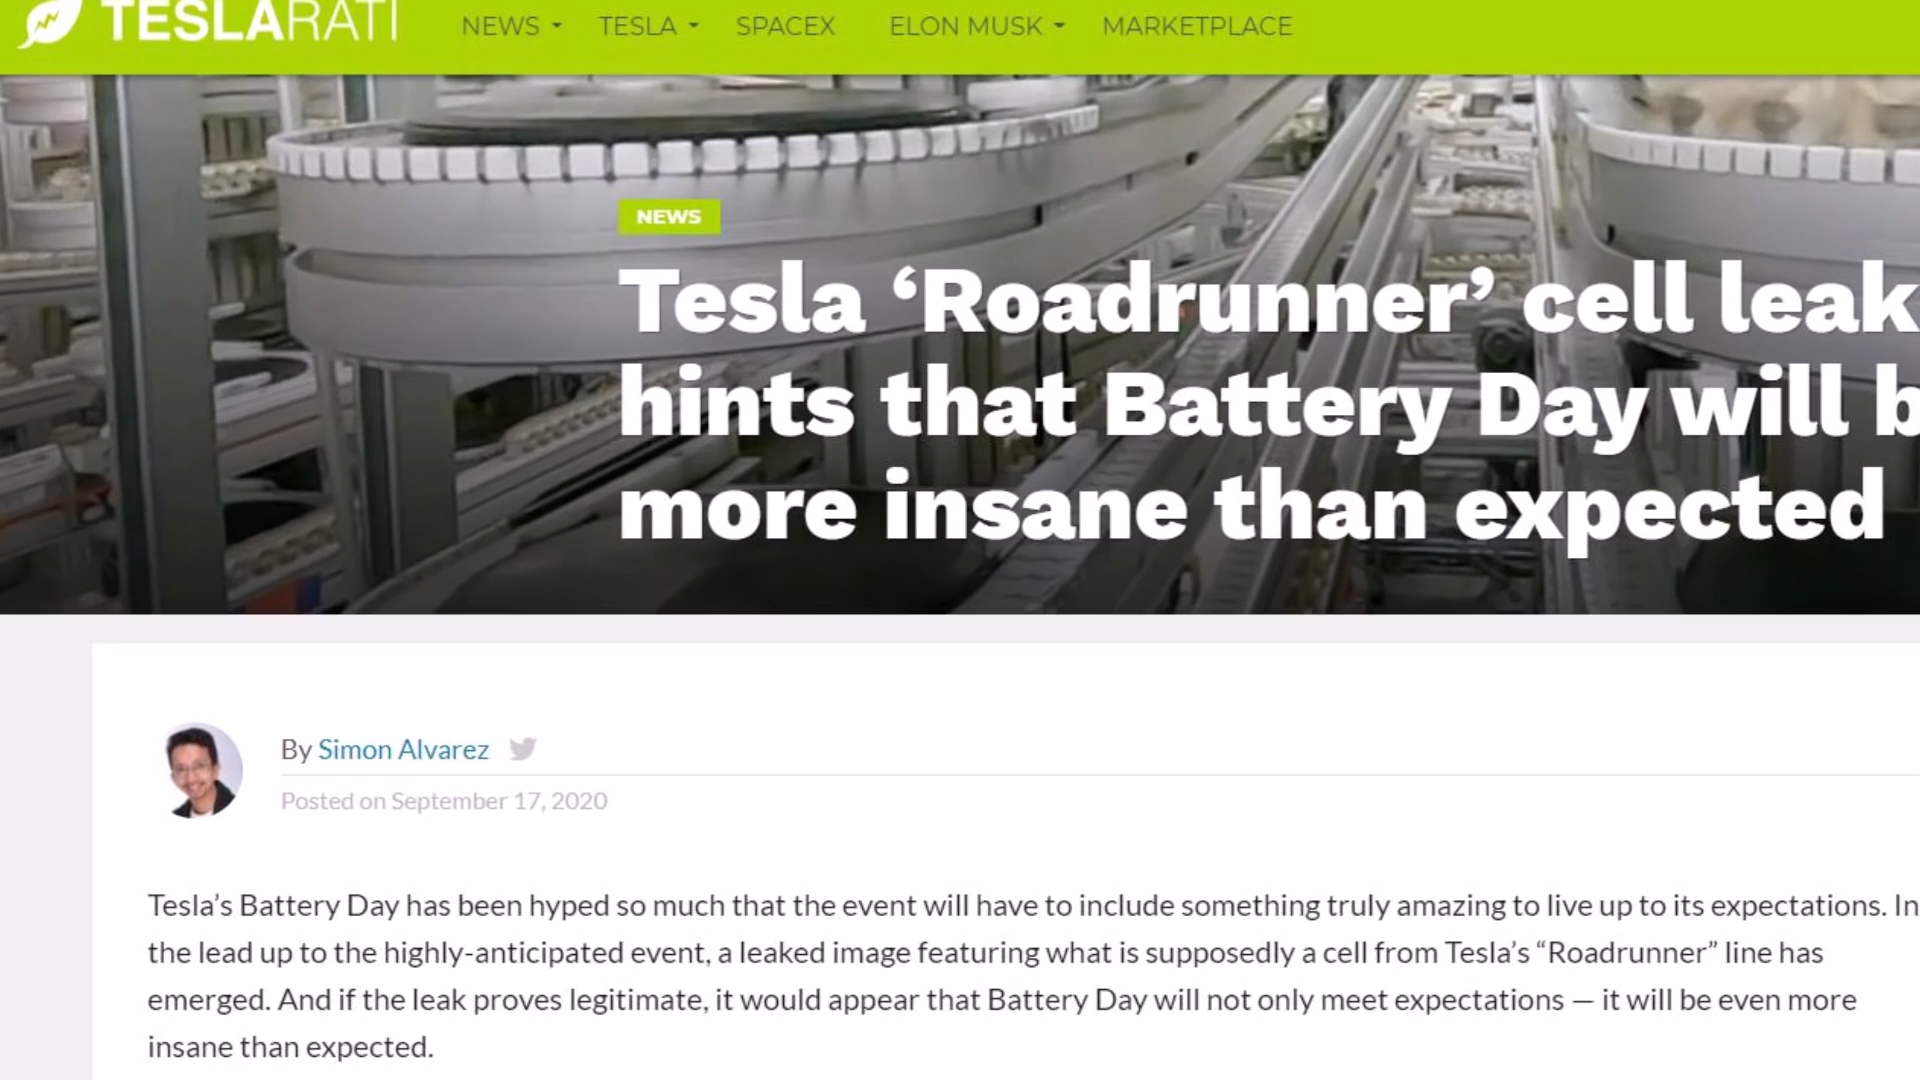 TESLARATI
NEWS TESLA SPACEX ELON MUSK MARKETPLACE
NEWS
Tesla ‘Roadrunner’ cell leak
hints that Battery Day will b
more insane than expected
By Simon Alvarez
Posted on September 17, 2020
Tesla’s Battery Day has been hyped so much that the event will have to include something truly amazing to live up to its expectations. In
the lead up to the highly-anticipated event, a leaked image featuring what is supposedly a cell from Tesla’s “Roadrunner” line has
emerged. And if the leak proves legitimate, it would appear that Battery Day will not only meet expectations — it will be even more
insane than expected.